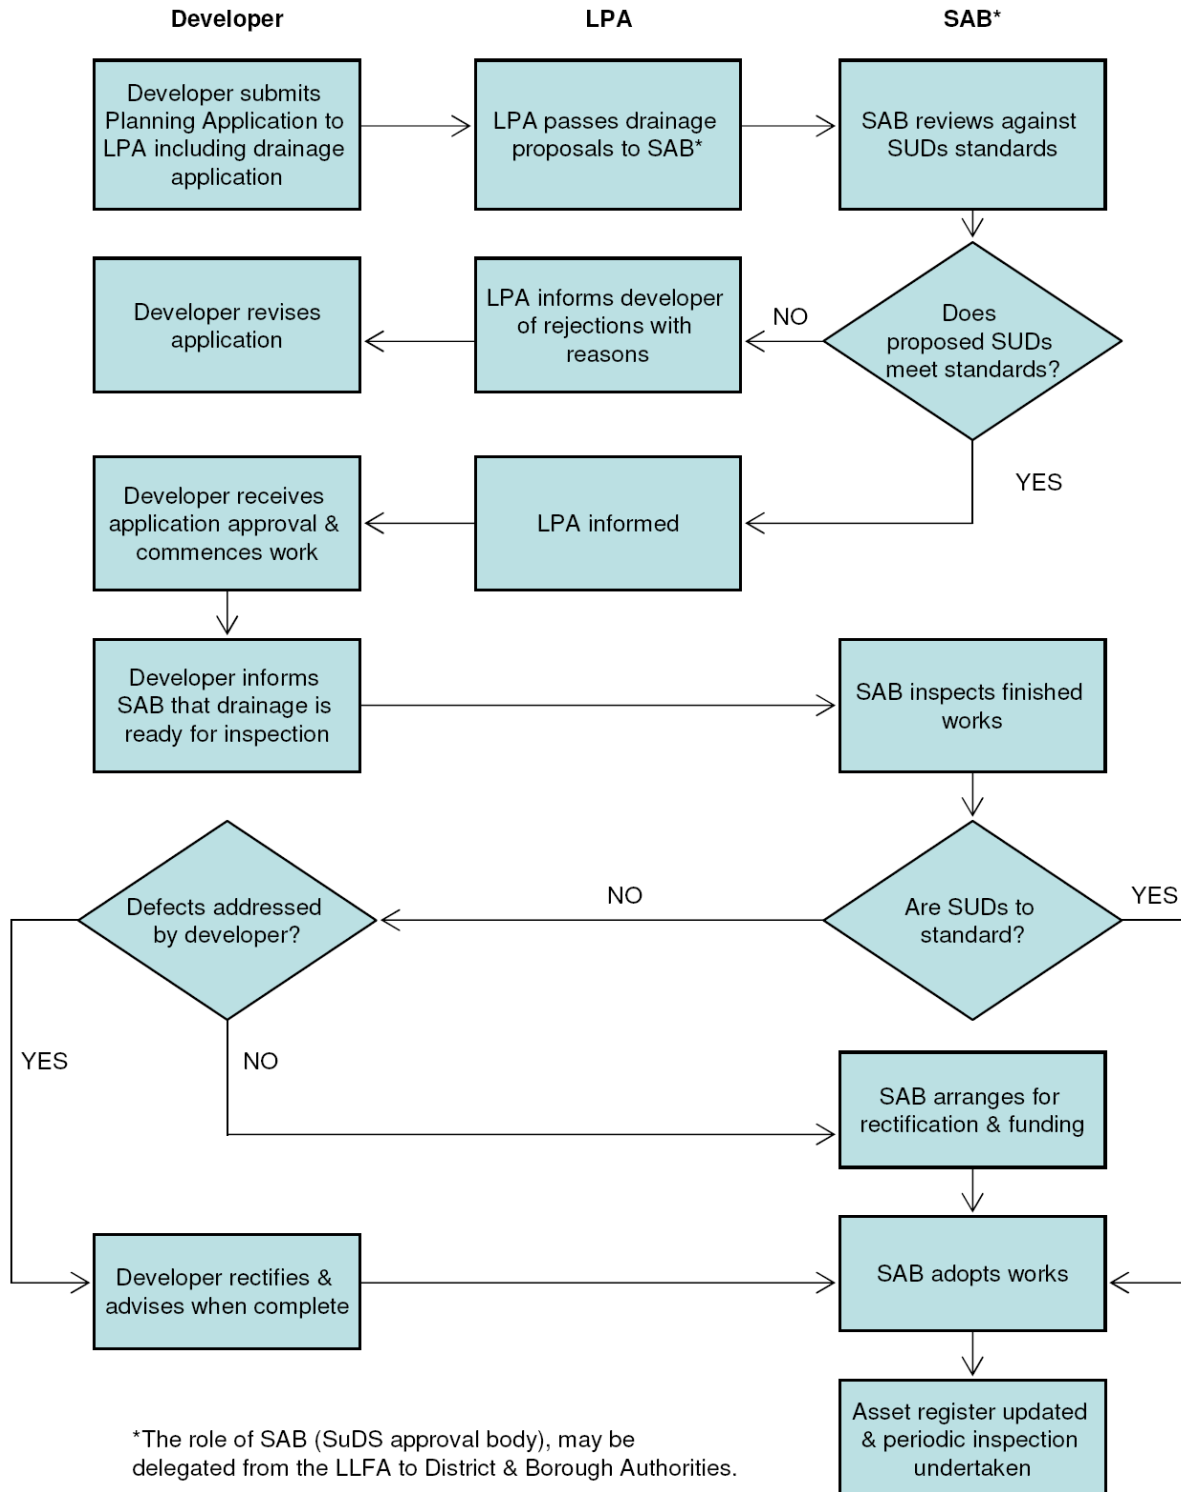 Developer
LPA
SAB*
Developer submits
Planning Application to
LPA including drainage
application
LPA passes drainage
proposals to SAB*
SAB reviews against
SUDs standards
Developer revises
application
LPA informs developer
of rejections with
reasons
NO
Does
proposed SUDs
meet standards?
YES
Developer receives
application approval &
commences work
LPA informed
Developer informs
SAB that drainage is
ready for inspection
SAB inspects finished
works
Defects addressed
by developer?
NO
Are SUDs to
standard?
YES
YES
NO
SAB arranges for
rectification & funding
Developer rectifies &
advises when complete
SAB adopts works
Asset register updated
& periodic inspection
undertaken
*The role of SAB (SuDS approval body), may be
delegated from the LLFA to District & Borough Authorities.